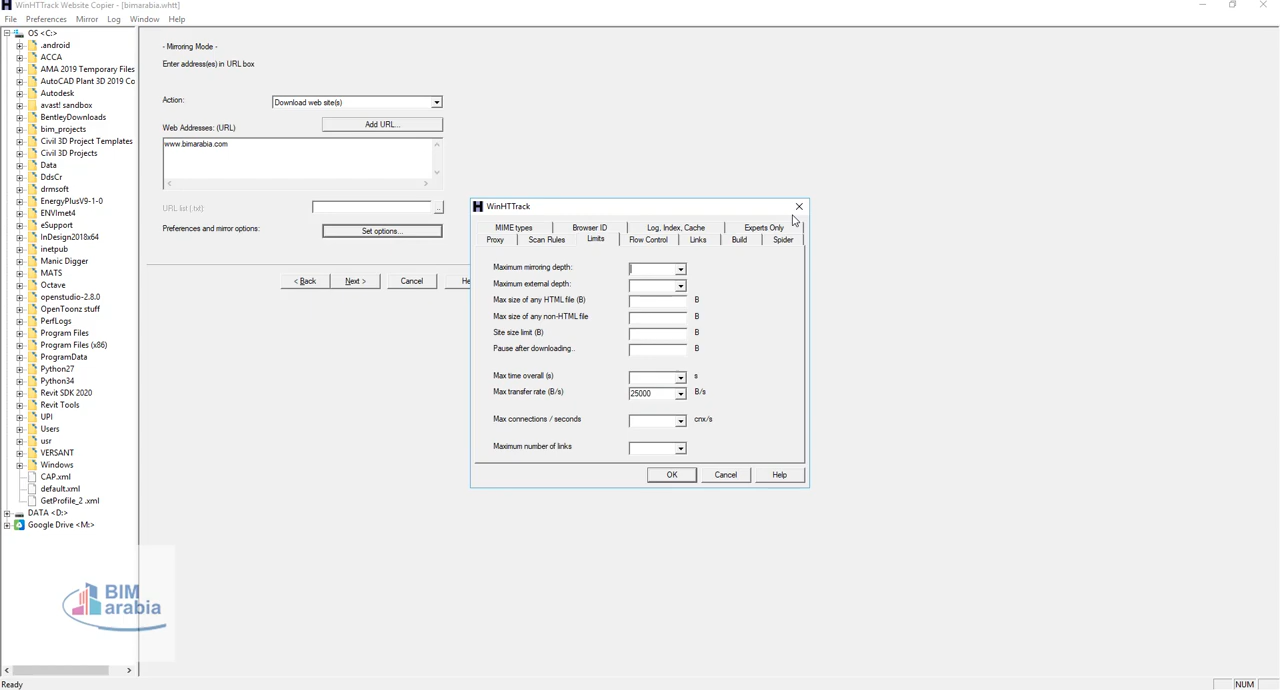 WinHTTrack Website Copier - [bimarabia.whtt]
File Preferences Mirror Log Window Help
OS <C:>
.android
ACCA
AMA 2019 Temporary Files
AutoCAD Plant 3D 2019 Co
Autodesk
avast! sandbox
BentleyDownloads
bim_projects
Civil 3D Project Templates
Civil 3D Projects
Data
DdsCr
drmsoft
EnergyPlusV9-1-0
ENVImet4
eSupport
InDesign2018x64
inetpub
Manic Digger
MATS
Octave
openstudio-2.8.0
OpenToonz stuff
PerfLogs
Program Files
Program Files (x86)
ProgramData
Python27
Python34
Revit SDK 2020
Revit Tools
UPI
Users
usr
VERSANT
Windows
CAP.xml
default.xml
GetProfile_2 .xml
DATA <D:>
Google Drive <M:>
- Mirroring Mode -
Enter address(es) in URL box
Action:
Download web site(s)
Web Addresses: (URL)
Add URL...
www.bimarabia.com
URL list (.txt)
..
Preferences and mirror options:
Set options...
< Back
Next >
Cancel
He
WinHTTrack
MIME types Browser ID Log, Index, Cache Experts Only
Proxy Scan Rules Limits Flow Control Links Build Spider
Maximum mirroring depth:
Maximum external depth:
Max size of any HTML file (B) B
Max size of any non-HTML file B
Site size limit (B) B
Pause after downloading.. B
Max time overall (s) s
Max transfer rate (B/s) 25000 B/s
Max connections / seconds cnx/s
Maximum number of links
OK Cancel Help
BIM
arabia
Ready
NUM